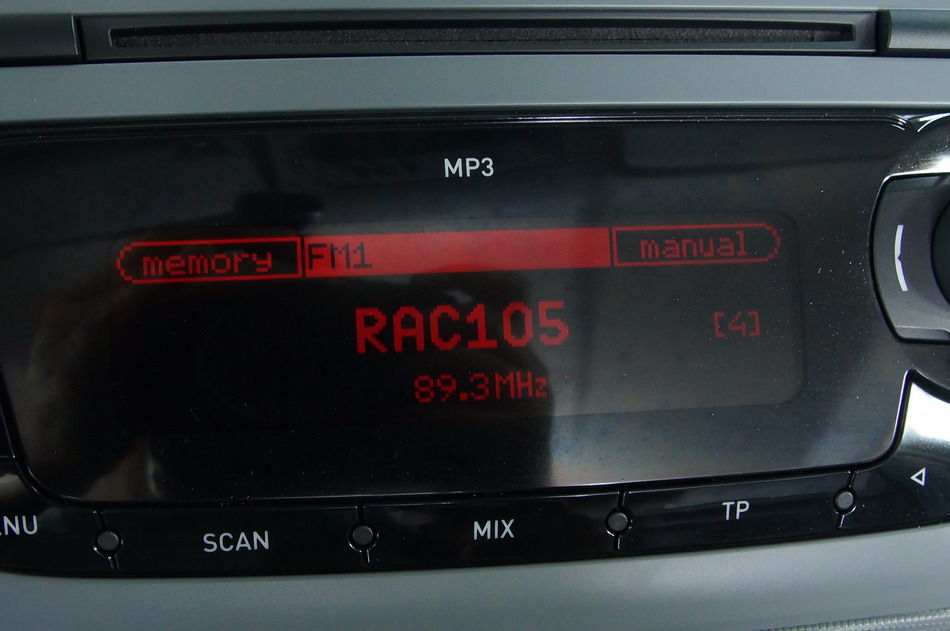 MP3
memory FM1 manual
RAC105 [4]
89.3MHz
SCAN MIX TP